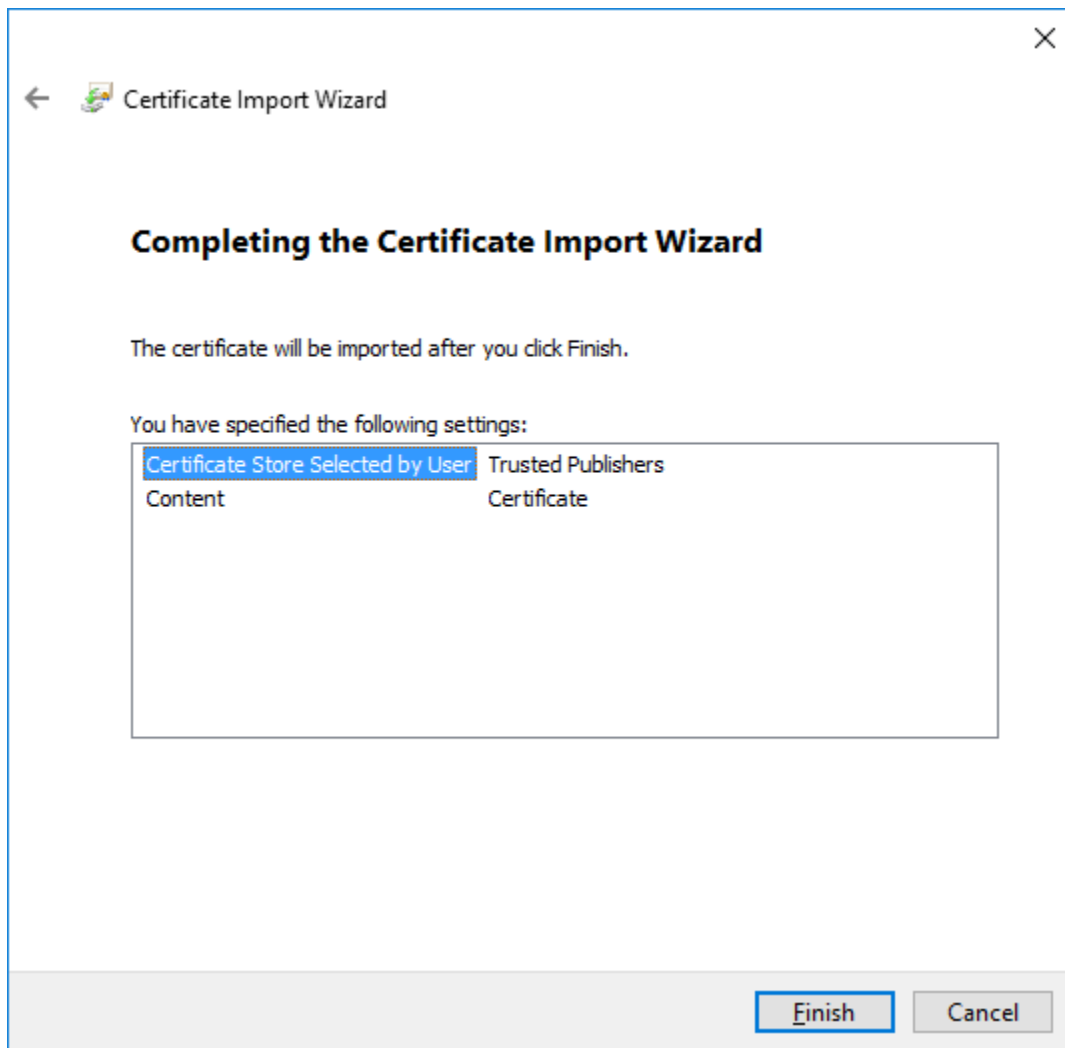 Certificate Import Wizard
Completing the Certificate Import Wizard
The certificate will be imported after you click Finish.
You have specified the following settings:
Certificate Store Selected by User Trusted Publishers
Content Certificate
Finish Cancel